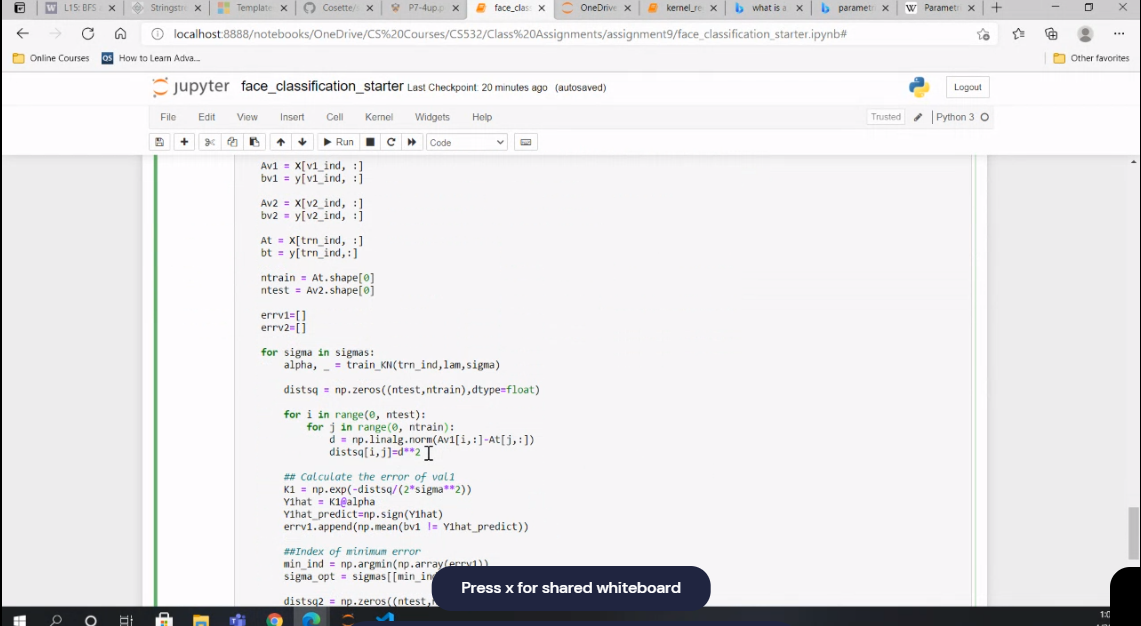 L15: BFS &
Stringstr
Template
Cosette/
P7-4up.p
face_clas
OneDrive
kernel_re
what is a
parametri
Parametr
localhost:8888/notebooks/OneDrive/CS%20Courses/CS532/Class%20Assignments/assignment9/face_classification_starter.ipynb#
Online Courses
OS How to Learn Adva...
Other favorites
jupyter face_classification_starter Last Checkpoint: 20 minutes ago (autosaved)
Logout
File Edit View Insert Cell Kernel Widgets Help
Trusted
Python 3
Run
Code
Av1 = X[v1_ind, :]
bv1 = y[v1_ind, :]
Av2 = X[v2_ind, :]
bv2 = y[v2_ind, :]
At = X[trn_ind, :]
bt = y[trn_ind,:]
ntrain = At.shape[0]
ntest = Av2.shape[0]
errv1=[]
errv2=[]
for sigma in sigmas:
alpha, _ = train_KN(trn_ind,lam,sigma)
distsq = np.zeros((ntest,ntrain),dtype=float)
for i in range(0, ntest):
for j in range(0, ntrain):
d = np.linalg.norm(Av1[i,:]-At[j,:])
distsq[i,j]=d**2
## Calculate the error of val1
K1 = np.exp(-distsq/(2*sigma**2))
Y1hat = K1@alpha
Y1hat_predict=np.sign(Y1hat)
errv1.append(np.mean(bv1 != Y1hat_predict))
##Index of minimum error
min_ind = np.argmin(np.array(errv1))
sigma_opt = sigmas[[min_in
distsq2 = np.zeros((ntest,
Press x for shared whiteboard